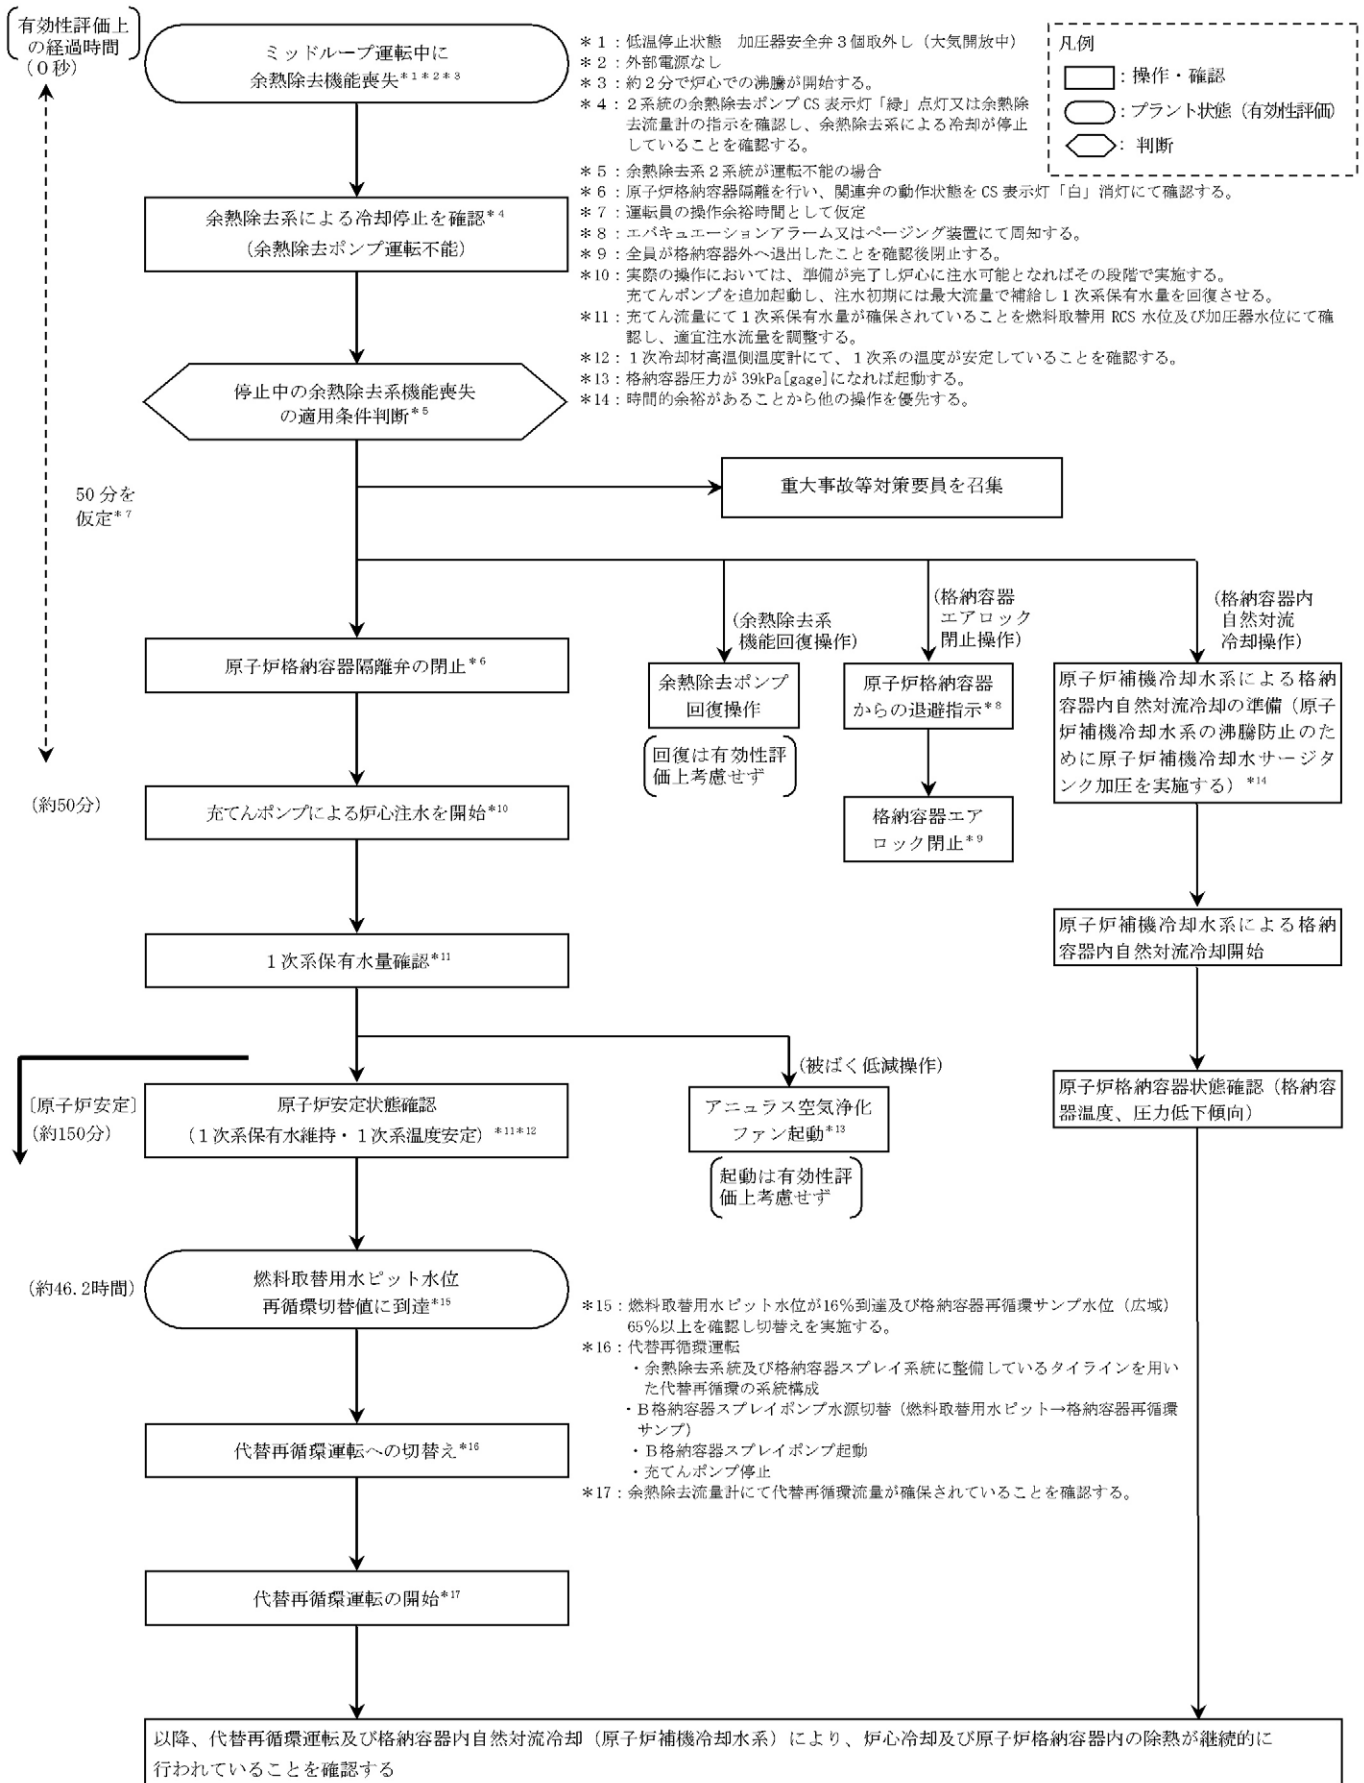 有効性評価上
の経過時間
(0秒)
ミッドループ運転中に
余熱除去機能喪失*1*2*3
*1:低温停止状態 加圧器安全弁3個取外し(大気開放中)
*2:外部電源なし
*3:約2分で炉心での沸騰が開始する。
*4:2系統の余熱除去ポンプCS表示灯「緑」点灯又は余熱除
去流量計の指示を確認し、余熱除去系による冷却が停止
していることを確認する。
*5:余熱除去系2系統が運転不能の場合
*6:原子炉格納容器隔離を行い、関連弁の動作状態をCS表示灯「白」消灯にて確認する。
*7:運転員の操作余裕時間として仮定
*8:エバキュエーションアラーム又はページング装置にて周知する。
*9:全員が格納容器外へ退出したことを確認後閉止する。
*10:実際の操作においては、準備が完了し炉心に注水可能となればその段階で実施する。
充てんポンプを追加起動し、注水初期には最大流量で補給し1次系保有水量を回復させる。
*11:充てん流量にて1次系保有水量が確保されていることを燃料取替用RCS水位及び加圧器水位にて確
認し、適宜注水流量を調整する。
*12:1次冷却材高温側温度計にて、1次系の温度が安定していることを確認する。
*13:格納容器圧力が39kPa[gage]になれば起動する。
*14:時間的余裕があることから他の操作を優先する。
凡例
:操作・確認
:プラント状態(有効性評価)
: 判断
余熱除去系による冷却停止を確認*4
(余熱除去ポンプ運転不能)
停止中の余熱除去系機能喪失
の適用条件判断*5
重大事故等対策要員を召集
50分を
仮定*7
(余熱除去系
機能回復操作)
(格納容器
エアロック
閉止操作)
(格納容器内
自然対流
冷却操作)
原子炉格納容器隔離弁の閉止*6
余熱除去ポンプ
回復操作
回復は有効性評
価上考慮せず
原子炉格納容器
からの退避指示*8
原子炉補機冷却水系による格納
容器内自然対流冷却の準備(原子
炉補機冷却水系の沸騰防止のた
めに原子炉補機冷却水サージタ
ンク加圧を実施する)*14
(約50分)
充てんポンプによる炉心注水を開始*10
格納容器エア
ロック閉止*9
1次系保有水量確認*11
原子炉補機冷却水系による格納
容器内自然対流冷却開始
(被ばく低減操作)
〔原子炉安定〕
(約150分)
原子炉安定状態確認
(1次系保有水維持・1次系温度安定)*11*12
アニュラス空気浄化
ファン起動*13
起動は有効性評
価上考慮せず
原子炉格納容器状態確認(格納容
器温度、圧力低下傾向)
(約46.2時間)
燃料取替用水ピット水位
再循環切替値に到達*15
*15:燃料取替用水ピット水位が16%到達及び格納容器再循環サンプ水位(広域)
65%以上を確認し切替えを実施する。
*16:代替再循環運転
・余熱除去系統及び格納容器スプレイ系統に整備しているタイラインを用い
た代替再循環の系統構成
・B格納容器スプレイポンプ水源切替(燃料取替用水ピット→格納容器再循環
サンプ)
・B格納容器スプレイポンプ起動
・充てんポンプ停止
*17:余熱除去流量計にて代替再循環流量が確保されていることを確認する。
代替再循環運転への切替え*16
代替再循環運転の開始*17
以降、代替再循環運転及び格納容器内自然対流冷却(原子炉補機冷却水系)により、炉心冷却及び原子炉格納容器内の除熱が継続的に
行われていることを確認する